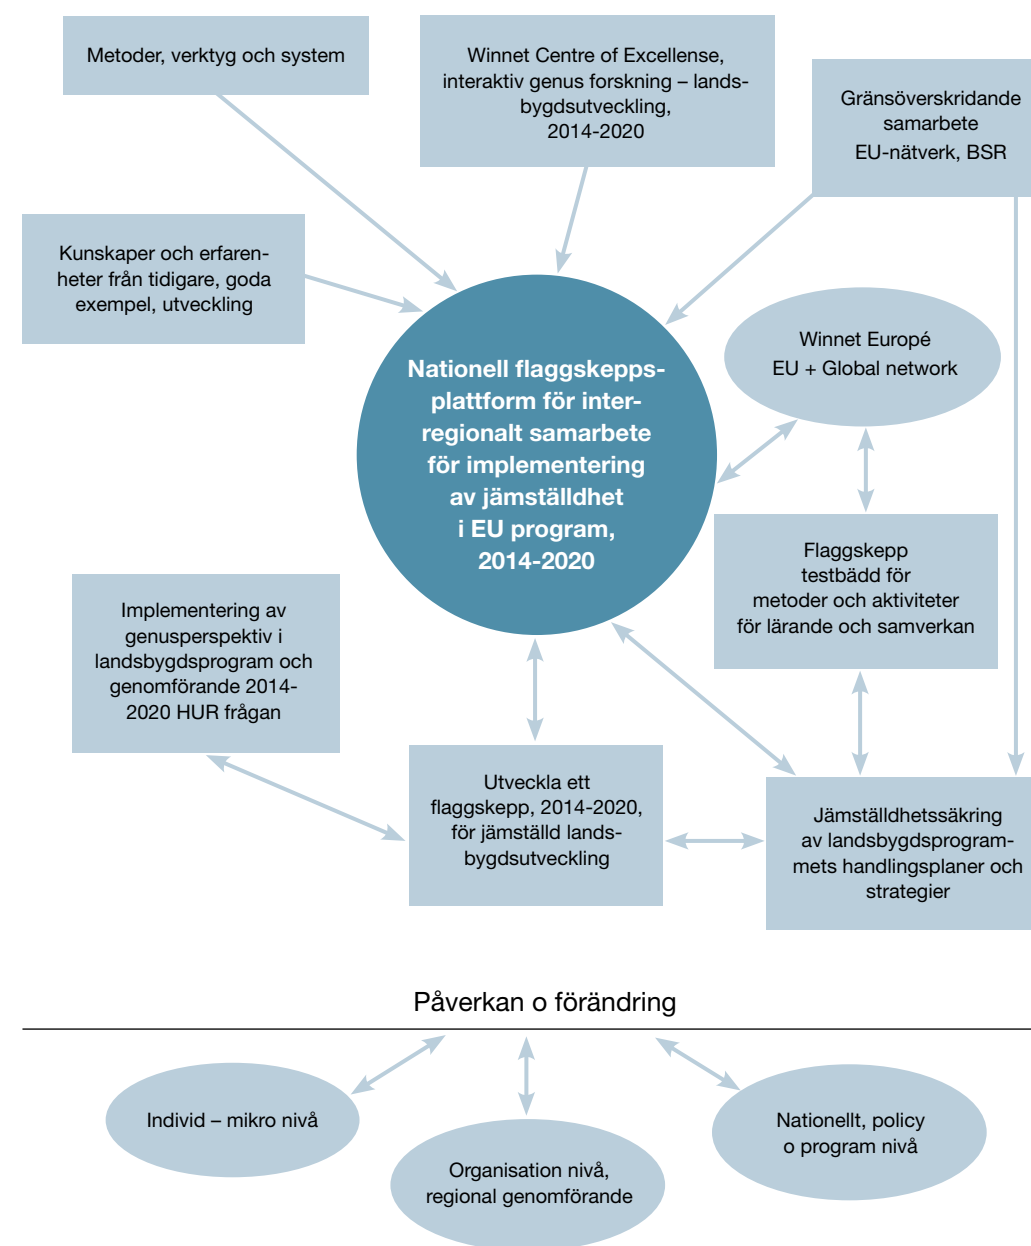 Metoder, verktyg och system
Winnet Centre of Excellense,
interaktiv genus forskning – lands-
bygdsutveckling,
2014-2020
Gränsöverskridande
samarbete
EU-nätverk, BSR
Kunskaper och erfaren-
heter från tidigare, goda
exempel, utveckling
Winnet Európé
EU + Global network
Nationell flaggskepps-
plattform för inter-
regionalt samarbete
för implementering
av jämställdhet
i EU program,
2014-2020
Flaggskepp
testbädd för
metoder och aktiviteter
för lärande och samverkan
Implementering av
genusperspektiv i
landsbygdsprogram och
genomförande 2014-
2020 HUR frågan
Utveckla ett
flaggskepp, 2014-2020,
för jämställd lands-
bygdsutveckling
Jämställdhetssäkring
av landsbygdsprogram-
mets handlingsplaner och
strategier
Påverkan o förändring
Individ – mikro nivå
Organisation nivå,
regional genomförande
Nationellt, policy
o program nivå